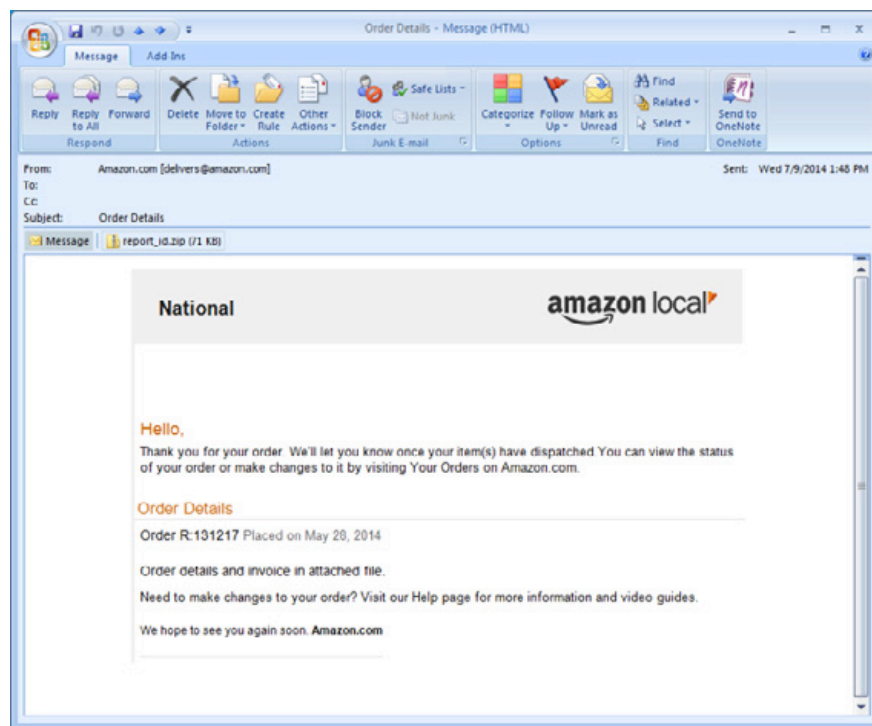 Order Details - Message (HTML)
Message Add Ins
Reply Reply to All Forward Delete Move to Folder Create Rule Other Actions Block Sender Safe Lists Not Junk Categorize Follow Up Mark as Unread Find Related Select Send to OneNote
Respond Actions Junk E-mail Options Find OneNote
From: Amazon.com [delivers@amazon.com] Sent: Wed 7/9/2014 1:48 PM
To:
Cc:
Subject: Order Details
Message report_id.zip (71 KB)
National amazon local
Hello,
Thank you for your order. We'll let you know once your item(s) have dispatched.You can view the status
of your order or make changes to it by visiting Your Orders on Amazon.com.
Order Details
Order R:131217 Placed on May 28, 2014
Order details and invoice in attached file.
Need to make changes to your order? Visit our Help page for more information and video guides.
We hope to see you again soon. Amazon.com